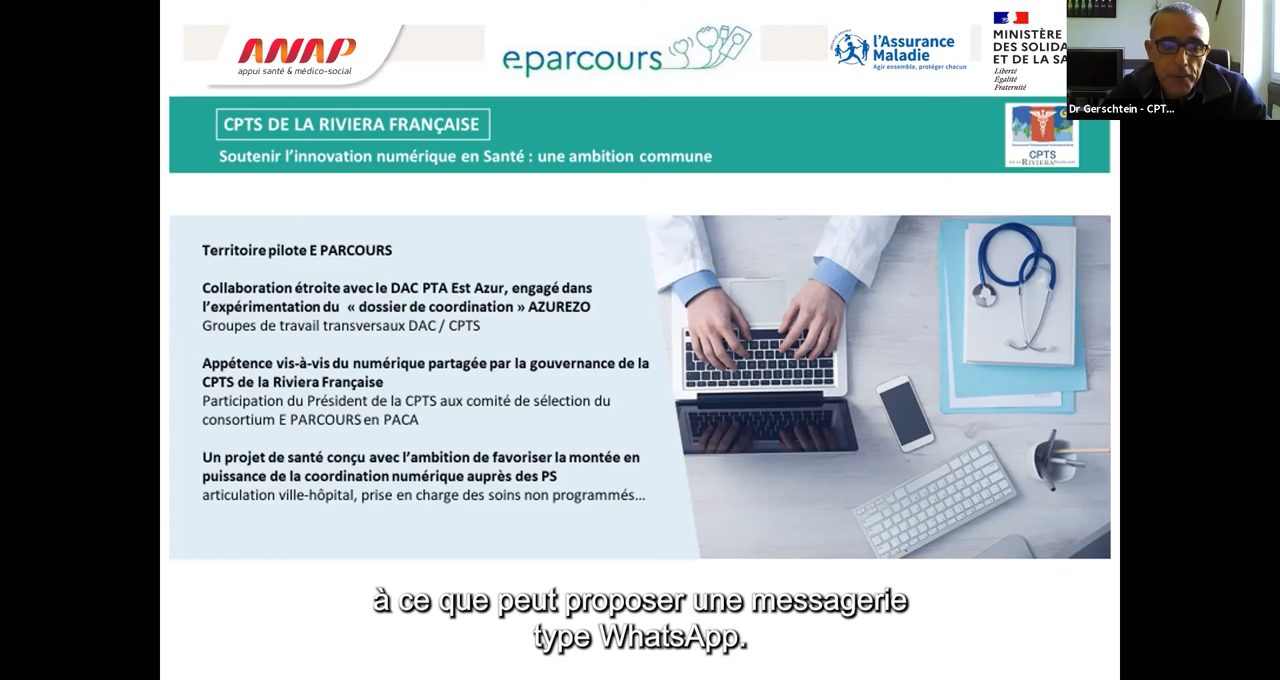 ANAP
appui santé & médico-social
eparcours
l'Assurance
Maladie
Agir ensemble, protéger chacun
MINISTÈRE
DES SOLIDA
ET DE LA SA
Liberté
Égalité
Fraternité
Dr Gerschtein - CPT...
CPTS DE LA RIVIERA FRANÇAISE
Soutenir l'innovation numérique en Santé : une ambition commune
CPTS
DE LA RIVIERA FRANÇAISE
Territoire pilote E PARCOURS
Collaboration étroite avec le DAC PTA Est Azur, engagé dans
l'expérimentation du « dossier de coordination » AZUREZO
Groupes de travail transversaux DAC / CPTS
Appétence vis-à-vis du numérique partagée par la gouvernance de la
CPTS de la Riviera Française
Participation du Président de la CPTS aux comité de sélection du
consortium E PARCOURS en PACA
Un projet de santé conçu avec l'ambition de favoriser la montée en
puissance de la coordination numérique auprès des PS
articulation ville-hôpital, prise en charge des soins non programmés...
à ce que peut proposer une messagerie
type WhatsApp.